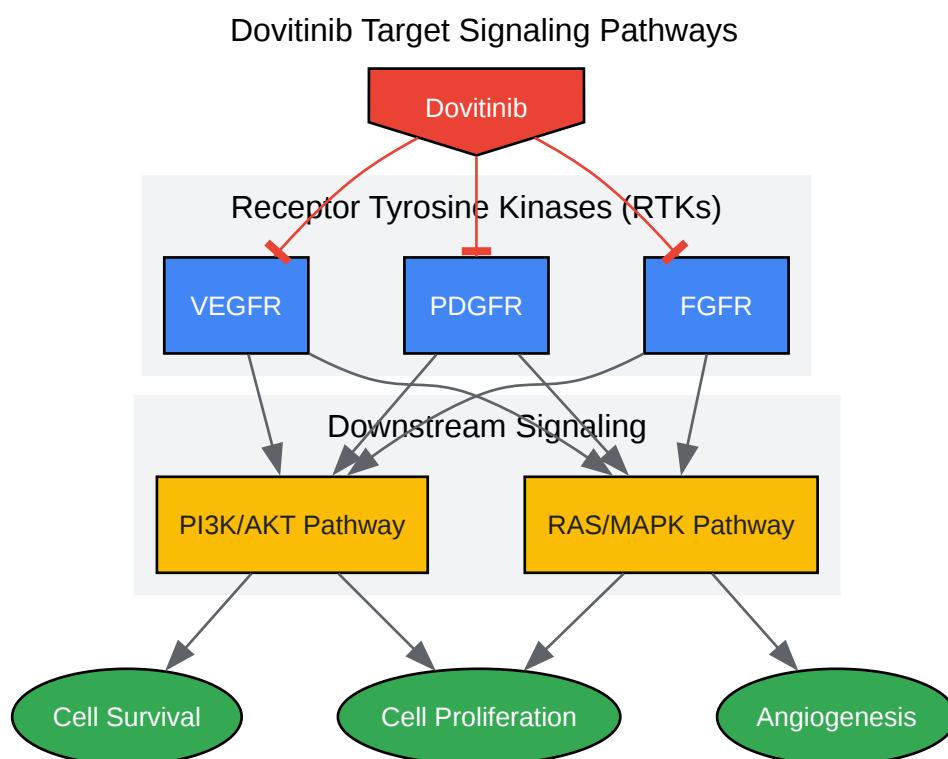 Dovitinib Target Signaling Pathways
Dovitinib
Receptor Tyrosine Kinases (RTKs)
VEGFR
PDGFR
FGFR
Downstream Signaling
PI3K/AKT Pathway
RAS/MAPK Pathway
Cell Survival
Cell Proliferation
Angiogenesis